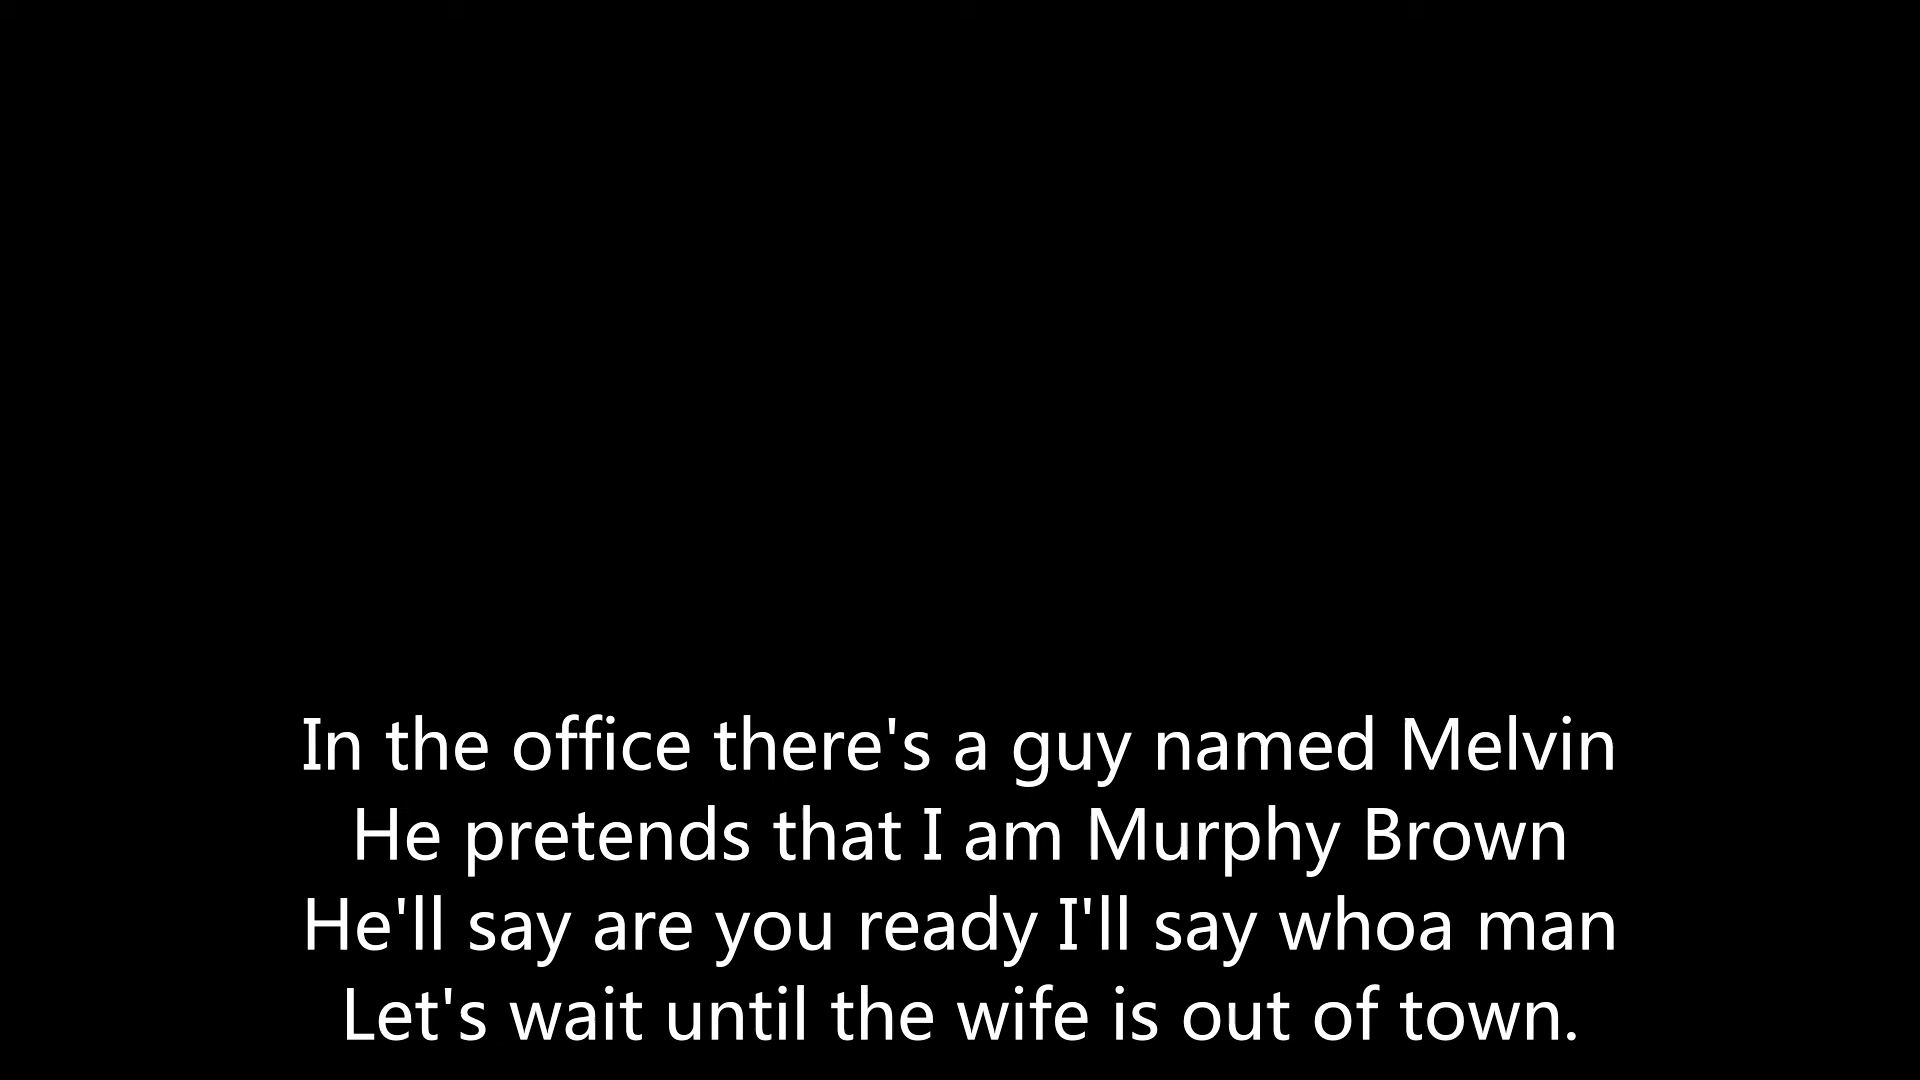 In the office there's a guy named Melvin
He pretends that I am Murphy Brown
He'll say are you ready I'll say whoa man
Let's wait until the wife is out of town.